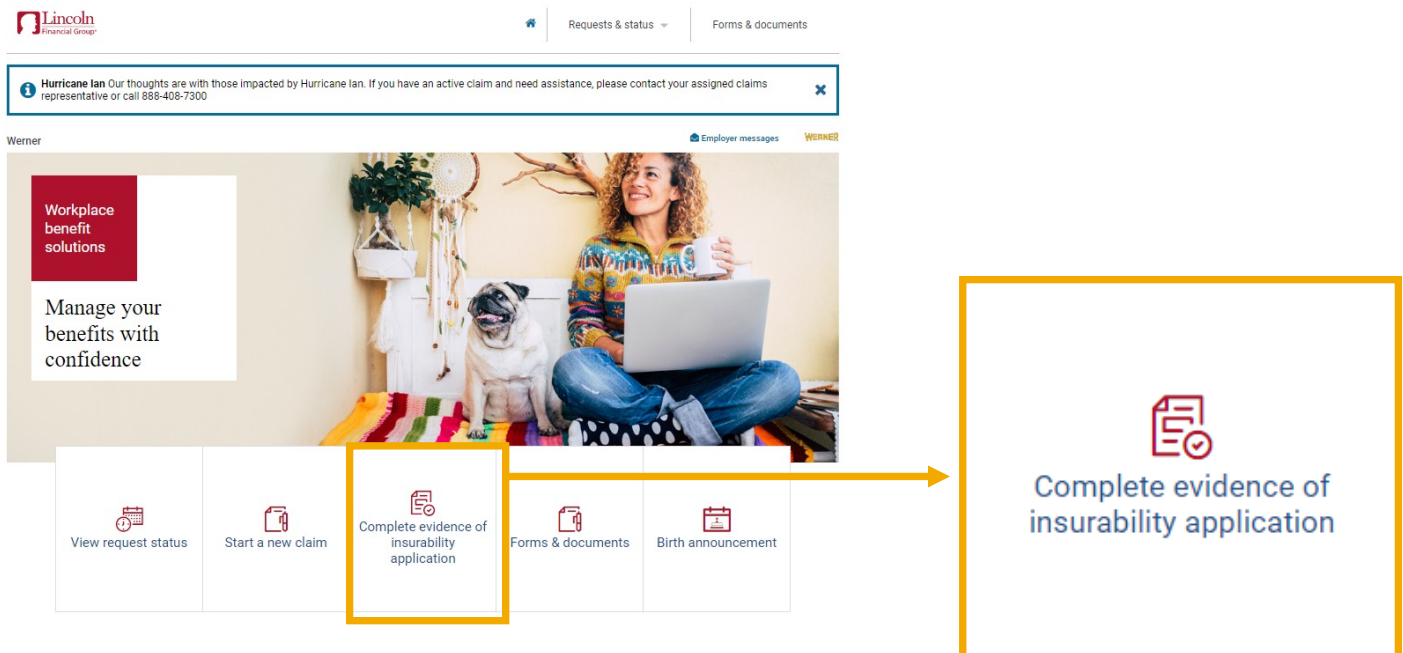 Lincoln
Financial Group®
Requests & status
Forms & documents
Hurricane Ian Our thoughts are with those impacted by Hurricane Ian. If you have an active claim and need assistance, please contact your assigned claims
representative or call 888-408-7300
Werner
Employer messages
WERNER
Workplace
benefit
solutions
Manage your
benefits with
confidence
View request status
Start a new claim
Complete evidence of
insurability
application
Forms & documents
Birth announcement
Complete evidence of
insurability application